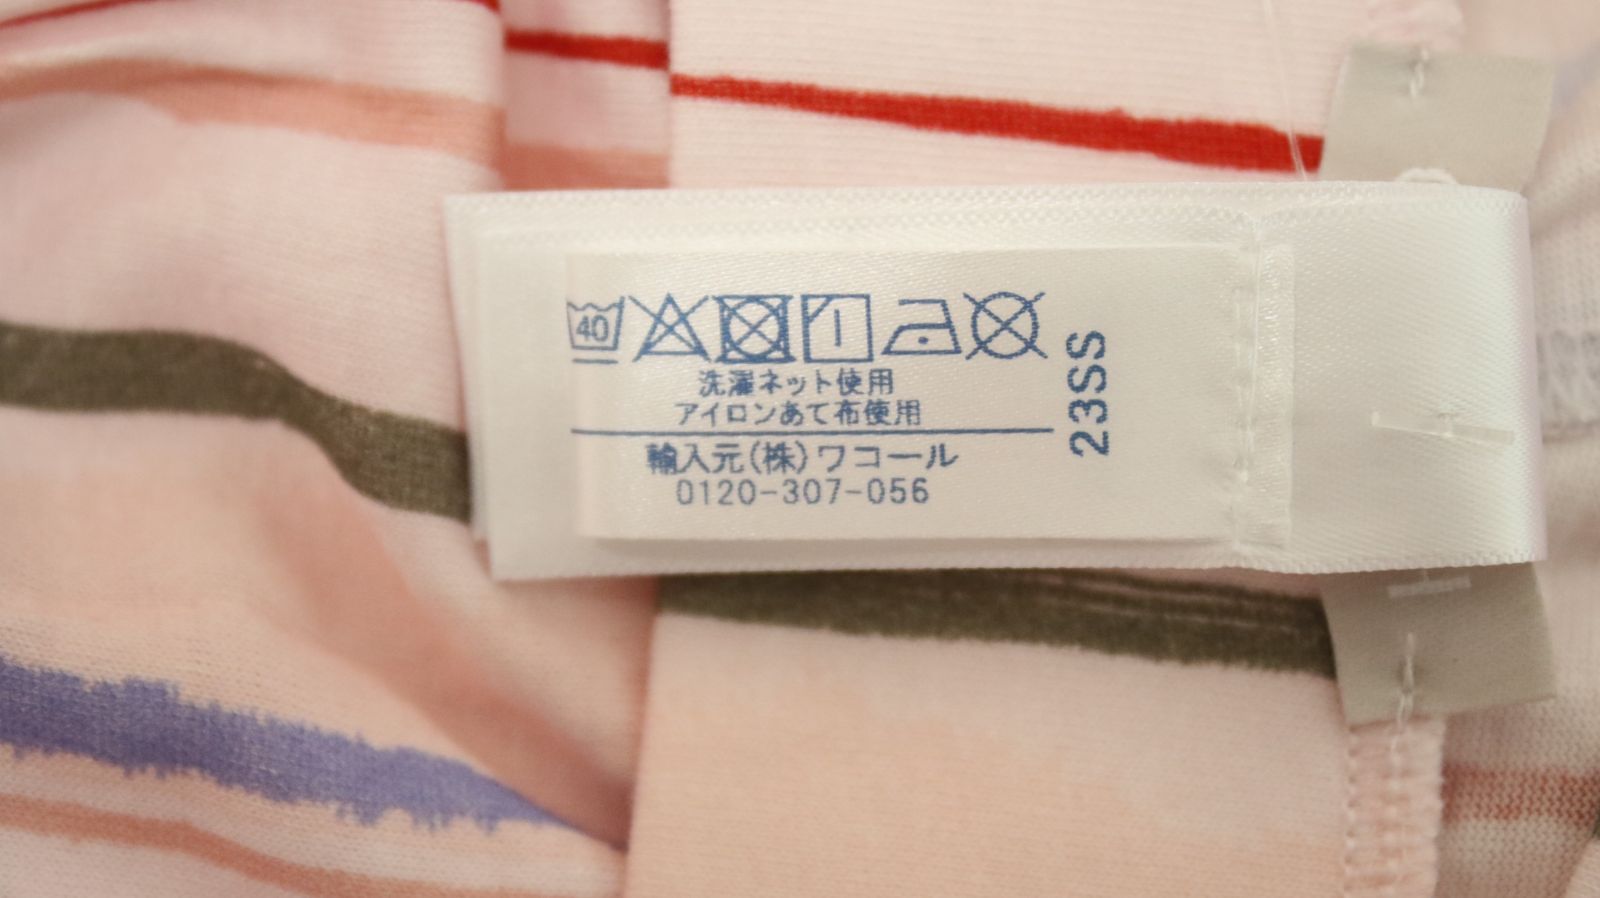 40
洗濯ネット使用
アイロンあて布使用
輸入元(株)ワコール
0120-307-056
23SS